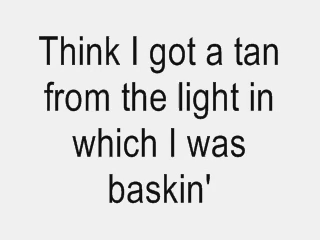 Think I got a tan
from the light in
which I was
baskin'